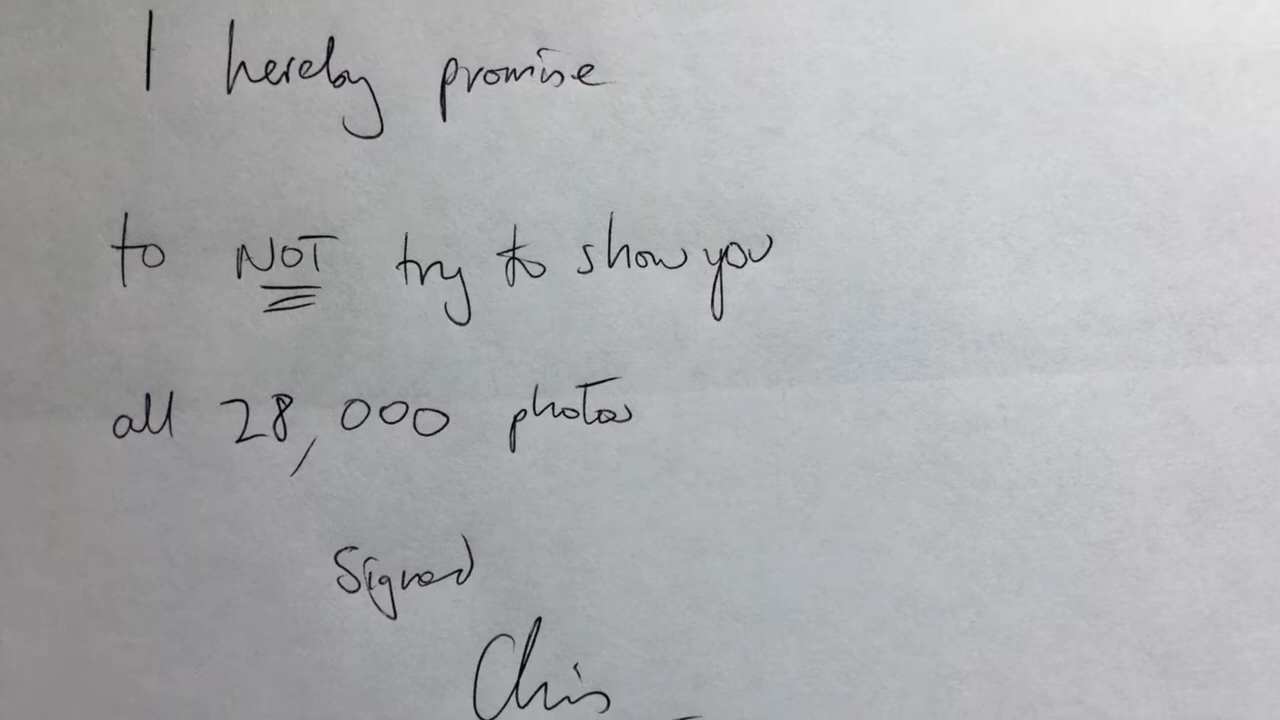 I hereby promise
to NOT try to show you
all 28,000 photos
Signed
Chris